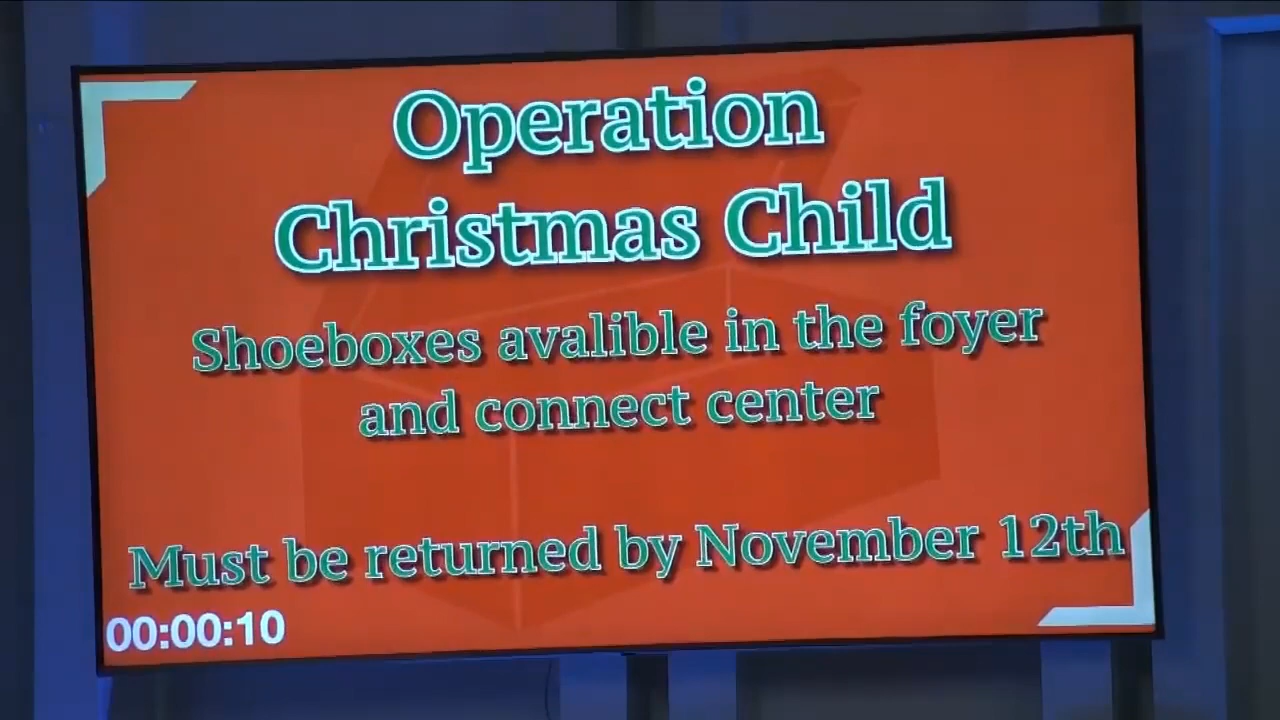 Operation
Christmas Child
Shoeboxes avalible in the foyer
and connect center
Must be returned by November 12th
00:00:10